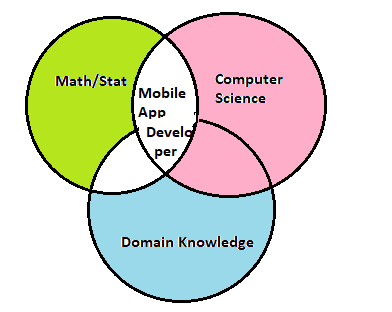 Math/Stat
Computer
Science
Mobile
App
Develo
per
Domain Knowledge